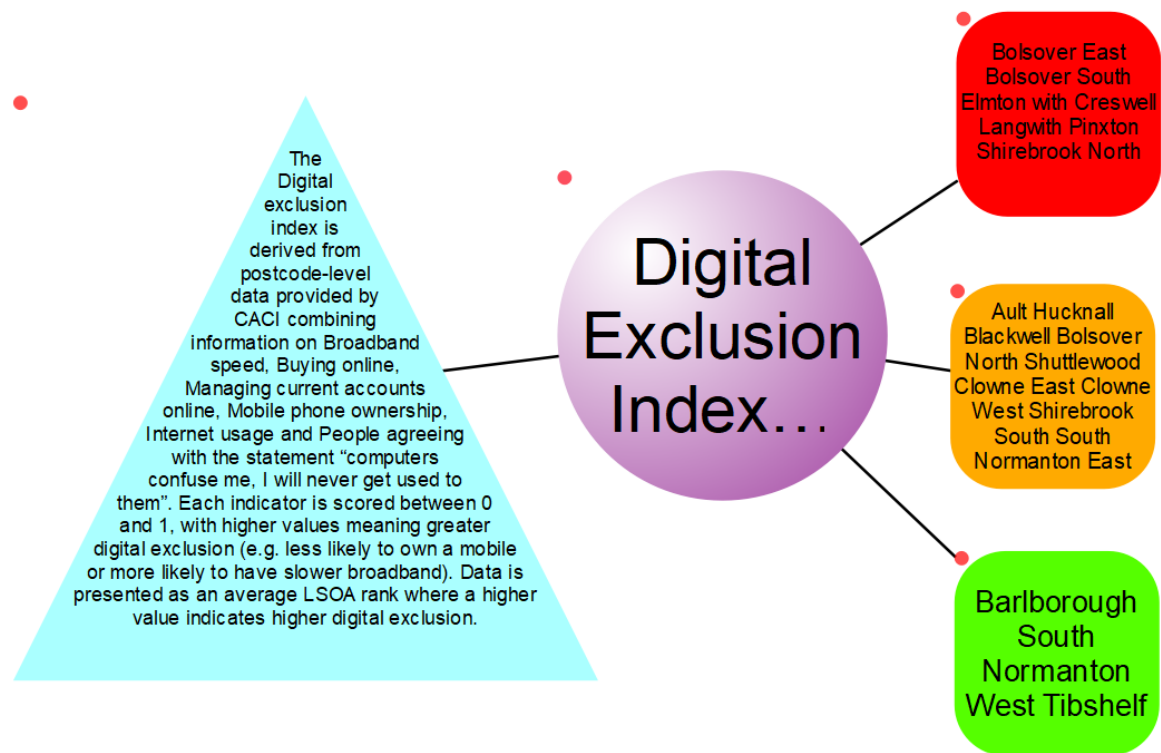 The
Digital
exclusion
index is
derived from
postcode-level
data provided by
CACI combining
information on Broadband
speed, Buying online,
Managing current accounts
online, Mobile phone ownership,
Internet usage and People agreeing
with the statement “computers
confuse me, I will never get used to
them”. Each indicator is scored between 0
and 1, with higher values meaning greater
digital exclusion (e.g. less likely to own a mobile
or more likely to have slower broadband). Data is
presented as an average LSOA rank where a higher
value indicates higher digital exclusion.
Digital
Exclusion
Index…
Bolsover East
Bolsover South
Elmton with Creswell
Langwith Pinxton
Shirebrook North
Ault Hucknall
Blackwell Bolsover
North Shuttlewood
Clowne East Clowne
West Shirebrook
South South
Normanton East
Barlborough
South
Normanton
West Tibshelf